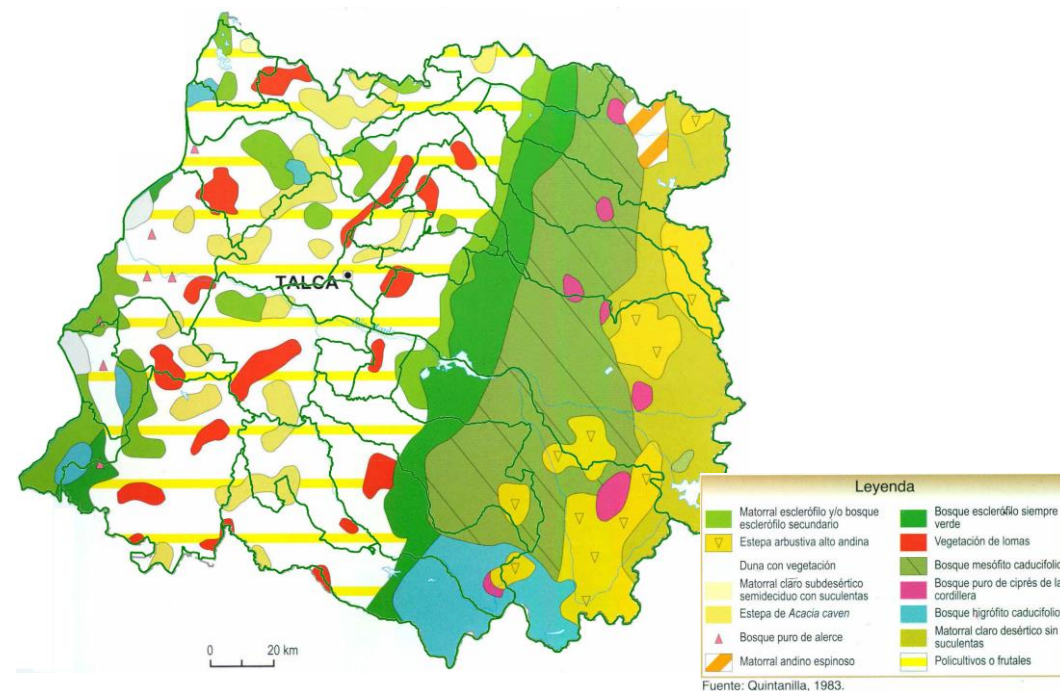 TALCA
0 20 km
Leyenda
Matorral esclerófilo y/o bosque
esclerófilo secundario
Estepa arbustiva alto andina
Duna con vegetación
Matorral claro subdesértico
semideciduo con suculentas
Estepa de Acacia caven
Bosque puro de alerce
Matorral andino espinoso
Bosque esclerófilo siempre
verde
Vegetación de lomas
Bosque mesófito caducifolio
Bosque puro de ciprés de la
cordillera
Bosque higrófito caducifolio
Matorral claro desértico sin
suculentas
Policultivos o frutales
Fuente: Quintanilla, 1983.